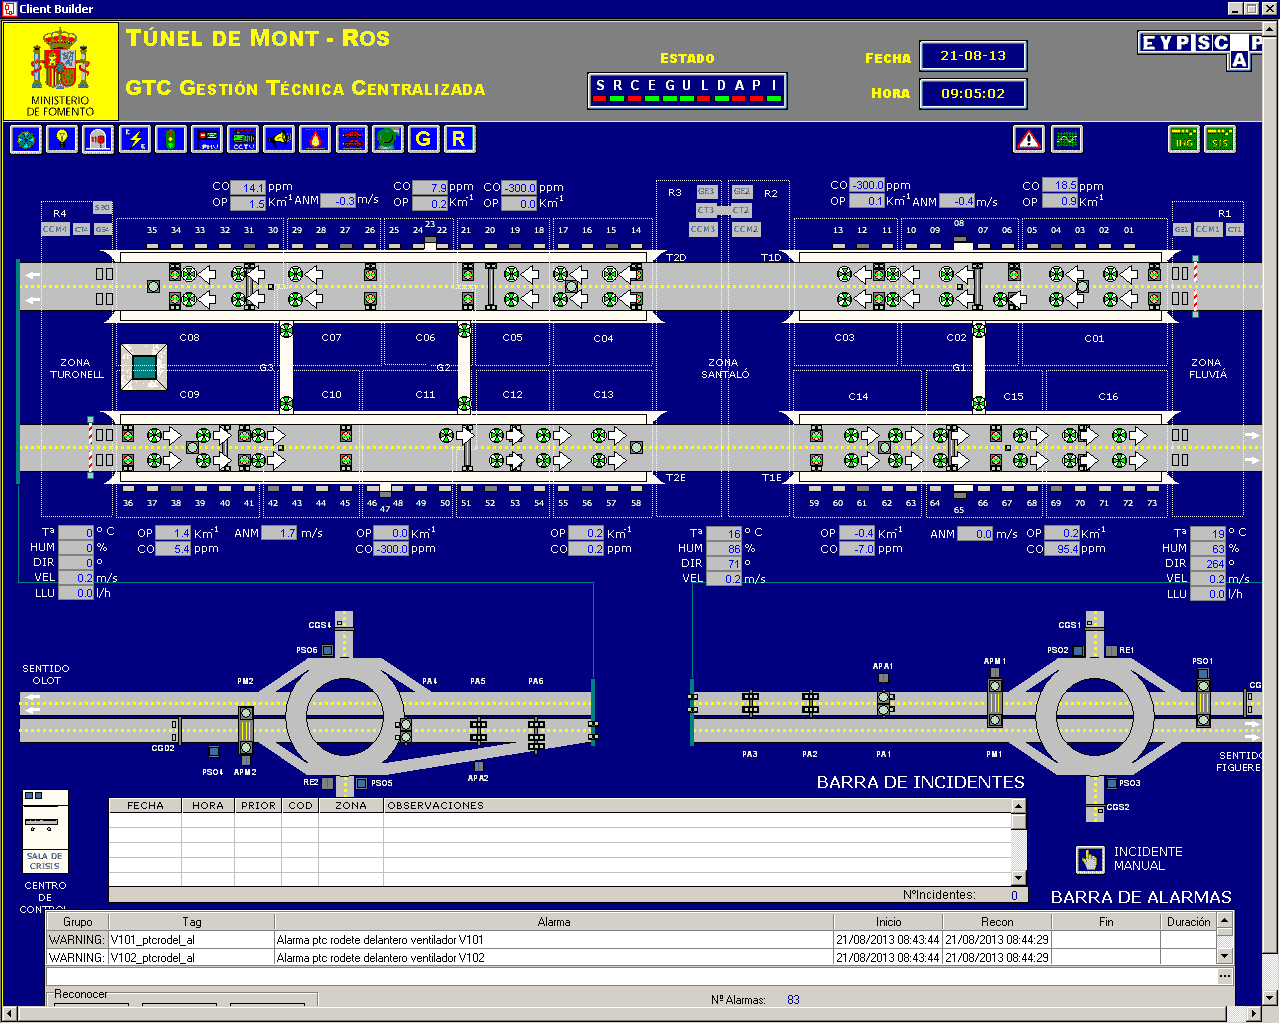 Client Builder
TÚNEL DE MONT - ROS
GTC GESTIÓN TÉCNICA CENTRALIZADA
MINISTERIO
DE FOMENTO
ESTADO
S R C E G U L D A P I
FECHA 21-08-13
HORA 09:05:02
EYPSCP
A
PMV CCTV G R ING SIS
CO 14.1 ppm
OP 1.5 Km-1 ANM -0.3 m/s
CO 7.9 ppm CO -300.0 ppm
OP 0.2 Km-1 OP 0.0 Km-1
CO -300.0 ppm CO 18.5 ppm
OP 0.1 Km-1 ANM -0.4 m/s OP 0.9 Km-1
R4 SBO
CCM4 CT4 GE4
R3 GE3 GE2 R2
CT3 CT2
CCM3 CCM2
R1
GE1 CCM1 CT1
35 34 33 32 31 30 29 28 27 26 25 24 23 22 21 20 19 18 17 16 15 14
13 12 11 10 09 08 07 06 05 04 03 02 01
T2D T1D
C08 C07 C06 C05 C04 C03 C02 C01
ZONA
TURONELL
G3 G2
ZONA
SANTALÓ
G1
ZONA
FLUVIÁ
C09 C10 C11 C12 C13 C14 C15 C16
T2E T1E
36 37 38 39 40 41 42 43 44 45 46 47 48 49 50 51 52 53 54 55 56 57 58
59 60 61 62 63 64 65 66 67 68 69 70 71 72 73
Tª 0 º C
HUM 0 %
DIR 0 º
VEL 0.2 m/s
LLU 0.0 l/h
OP 1.4 Km-1 ANM 1.7 m/s
CO 5.4 ppm
OP 0.0 Km-1
CO -300.0 ppm
OP 0.2 Km-1
CO 0.2 ppm
Tª 16 º C
HUM 86 %
DIR 71 º
VEL 0.2 m/s
OP -0.4 Km-1 ANM 0.0 m/s
CO -7.0 ppm
OP 0.2 Km-1
CO 95.4 ppm
Tª 19 º C
HUM 63 %
DIR 264 º
VEL 0.2 m/s
LLU 0.0 l/h
CGS4
PSO6
SENTIDO
OLOT
PM2 PA4 PA5 PA6
CGO2
PSO4 APM2
RE2 PSO5 APA2
CGS1
PSO2 RE1
APA1 APM1 PSO1
CG
PA3 PA2 PA1 PM1
SENTIDO
FIGUERE
PSO3
CGS2
BARRA DE INCIDENTES
FECHA HORA PRIOR COD ZONA OBSERVACIONES
NºIncidentes: 0
SALA DE
CRISIS
CENTRO
DE
CONTROL
INCIDENTE
MANUAL
BARRA DE ALARMAS
Grupo Tag Alarma Inicio Recon Fin Duración
WARNING: V101_ptcrodel_al Alarma ptc rodete delantero ventilador V101 21/08/2013 08:43:44 21/08/2013 08:44:29
WARNING: V102_ptcrodel_al Alarma ptc rodete delantero ventilador V102 21/08/2013 08:43:44 21/08/2013 08:44:29
...
Reconocer
Nº Alarmas: 83